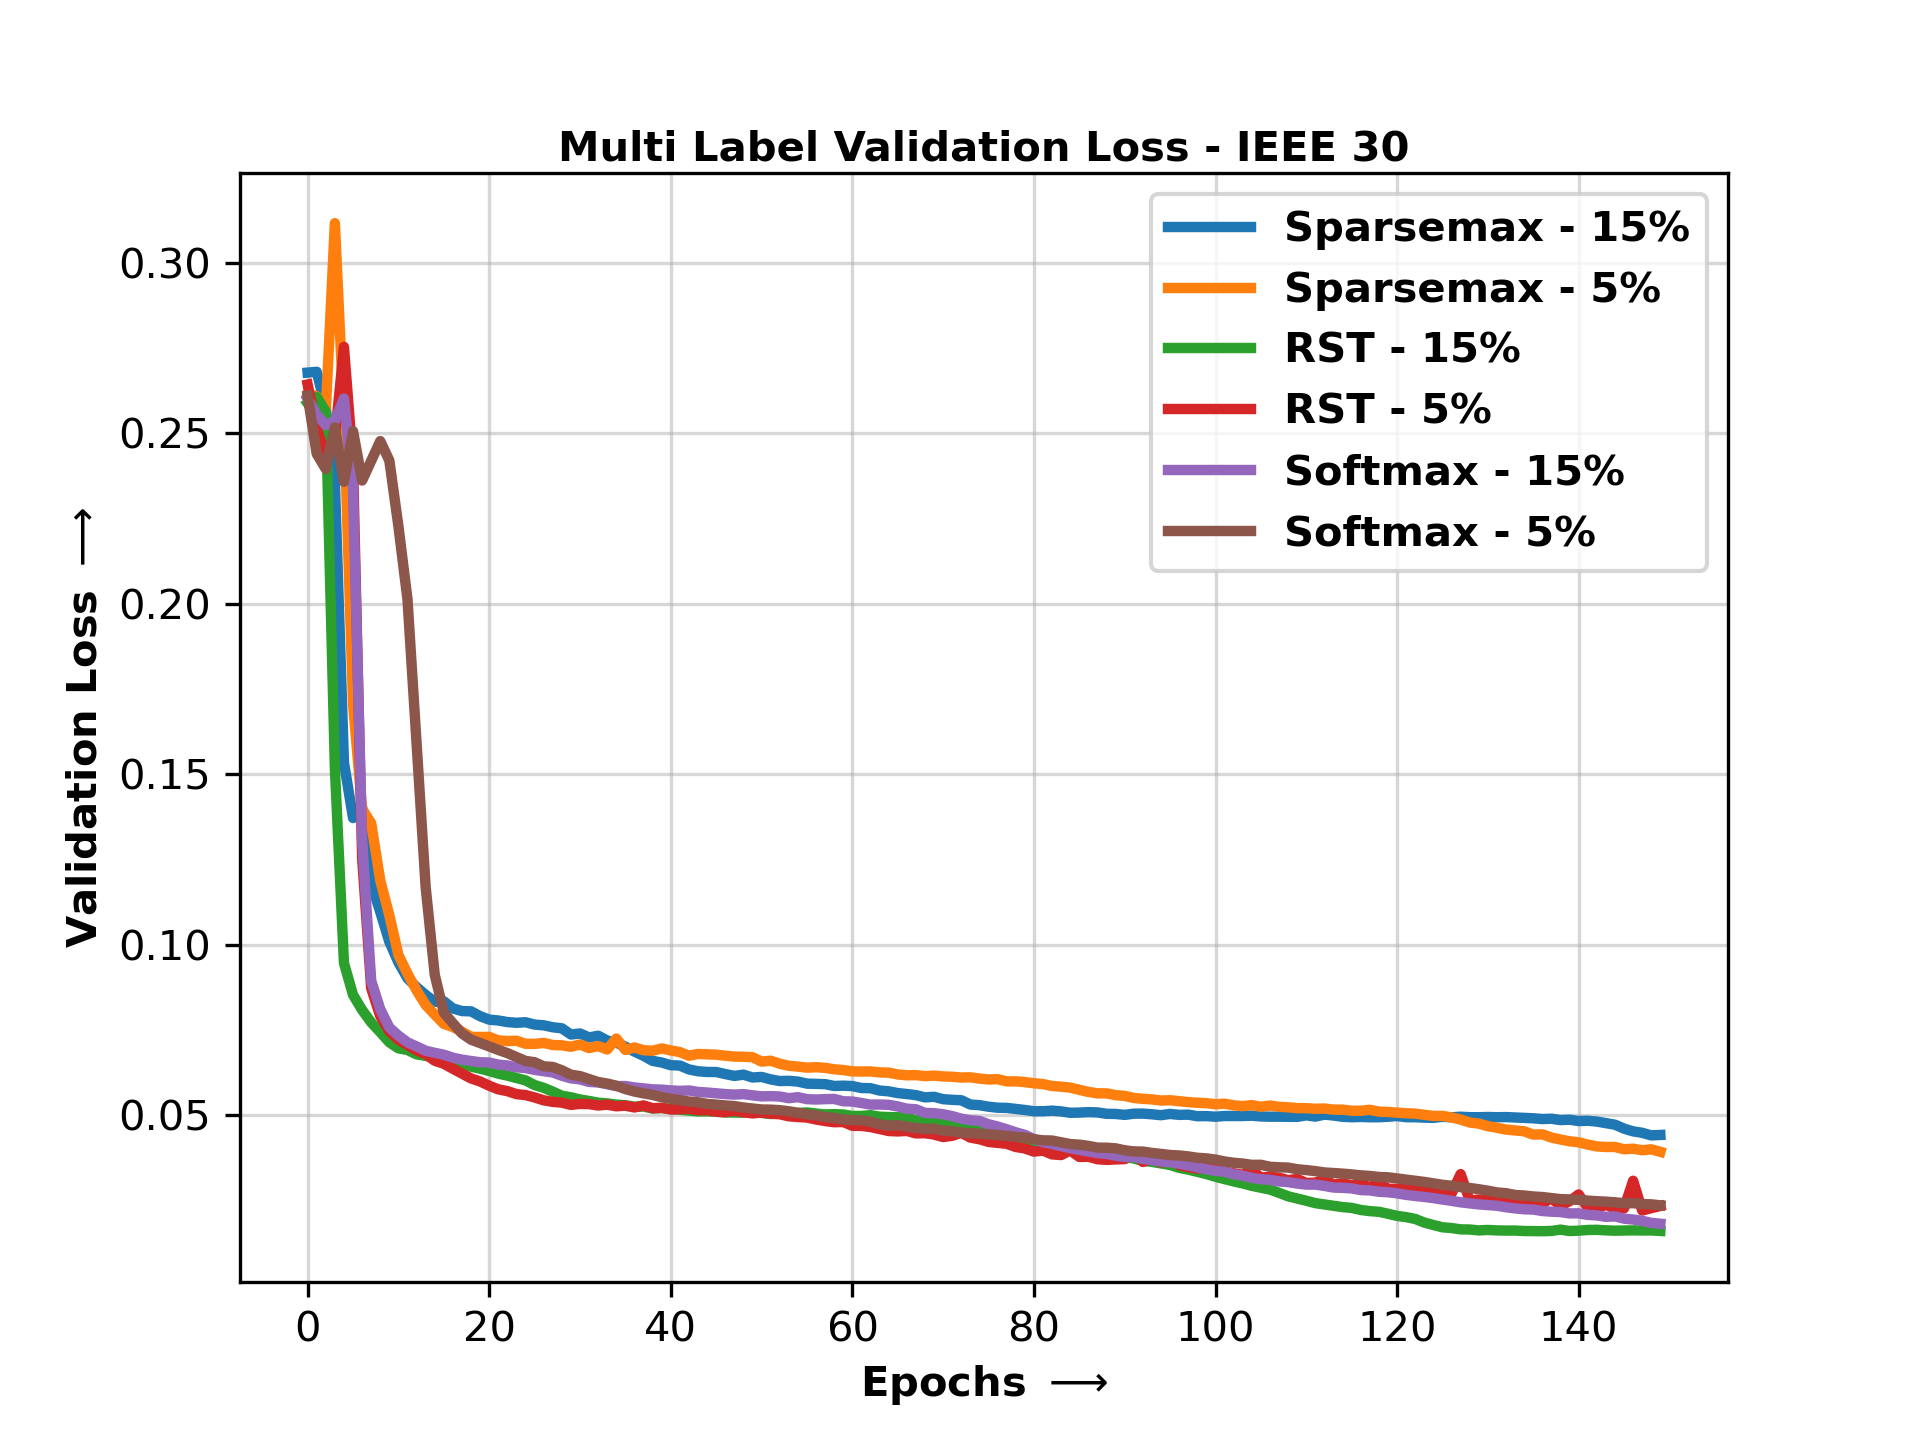 Multi Label Validation Loss - IEEE 30
Sparsemax - 15%
Sparsemax - 5%
RST - 15%
RST - 5%
Softmax - 15%
Softmax - 5%
Validation Loss ⟶
0.30
0.25
0.20
0.15
0.10
0.05
0 20 40 60 80 100 120 140
Epochs ⟶